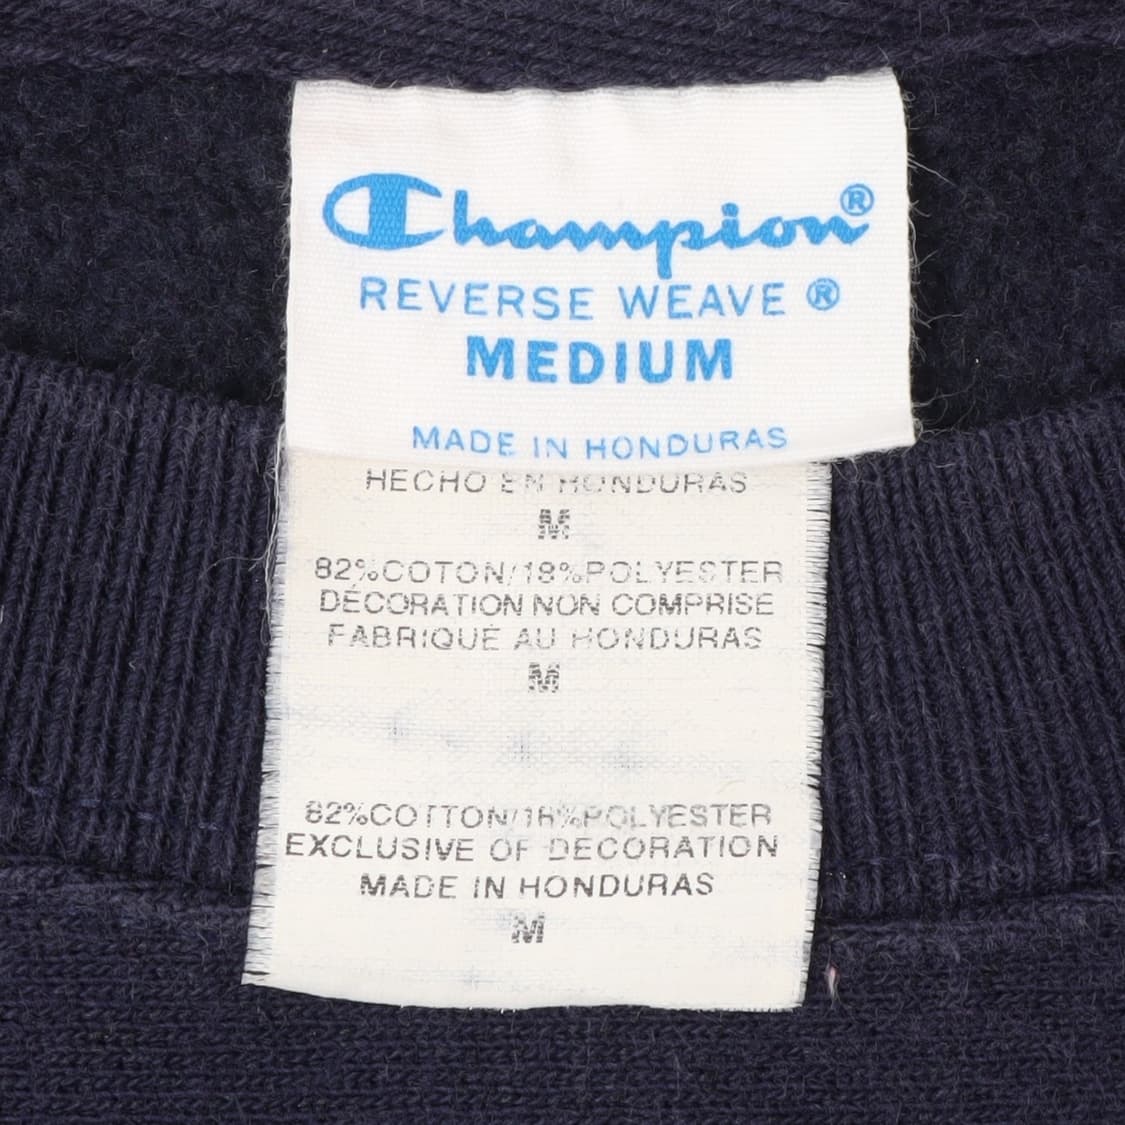 Champion®
REVERSE WEAVE ®
MEDIUM
MADE IN HONDURAS
HECHO EN HONDURAS
M
82%COTON/18%POLYESTER
DÉCORATION NON COMPRISE
FABRIQUÉ AU HONDURAS
M
82%COTTON/18%POLYESTER
EXCLUSIVE OF DECORATION
MADE IN HONDURAS
M